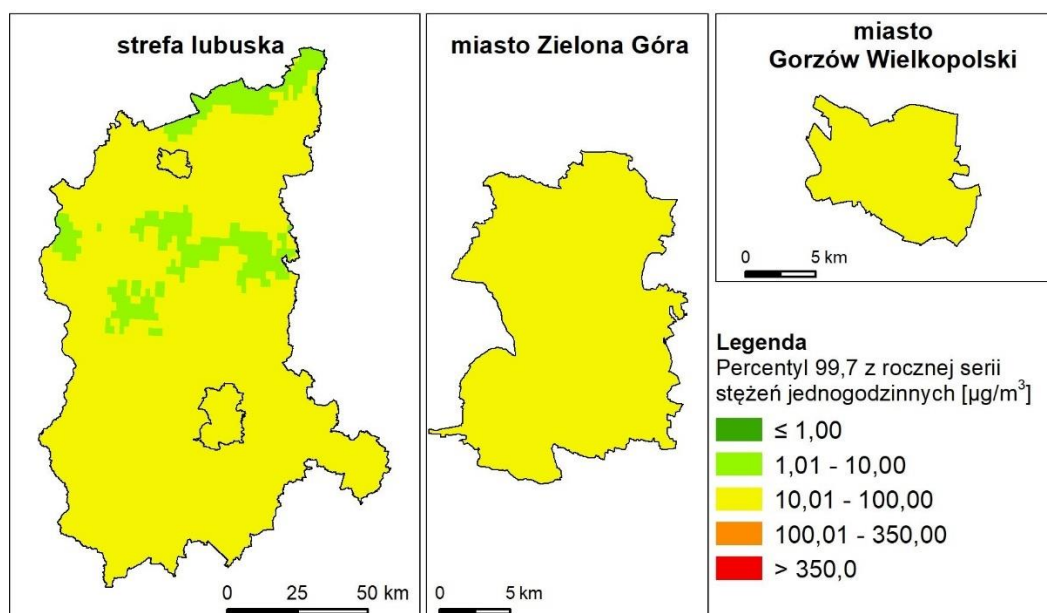 strefa lubuska
miasto Zielona Góra
miasto
Gorzów Wielkopolski
0 5 km
Legenda
Percentyl 99,7 z rocznej serii
stężeń jednogodzinnych [µg/m³]
≤ 1,00
1,01 - 10,00
10,01 - 100,00
100,01 - 350,00
> 350,0
0 25 50 km
0 5 km